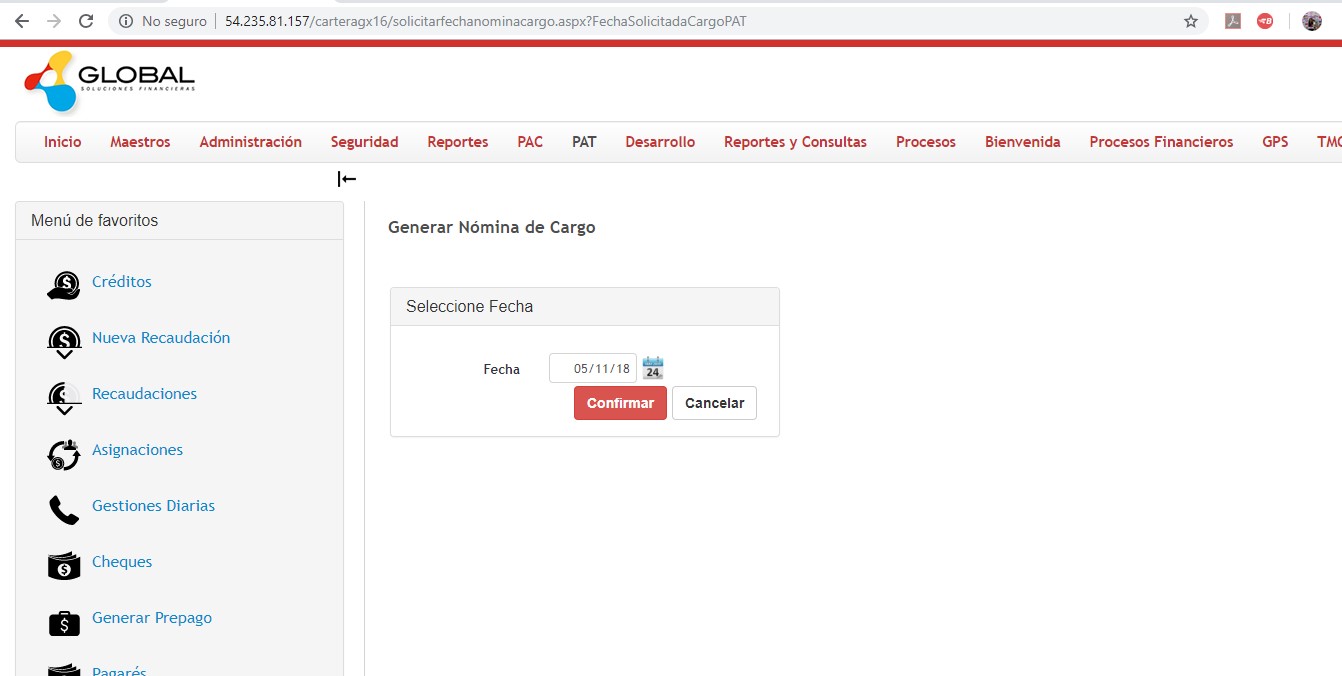 No seguro
54.235.81.157/carteragx16/solicitarfechanominacargo.aspx?FechaSolicitadaCargoPAT
GLOBAL
SOLUCIONES FINANCIERAS
Inicio Maestros Administración Seguridad Reportes PAC PAT Desarrollo Reportes y Consultas Procesos Bienvenida Procesos Financieros GPS
Menú de favoritos
Créditos
Nueva Recaudación
Recaudaciones
Asignaciones
Gestiones Diarias
Cheques
Generar Prepago
Pagarés
Generar Nómina de Cargo
Seleccione Fecha
Fecha 05/11/18 24
Confirmar Cancelar